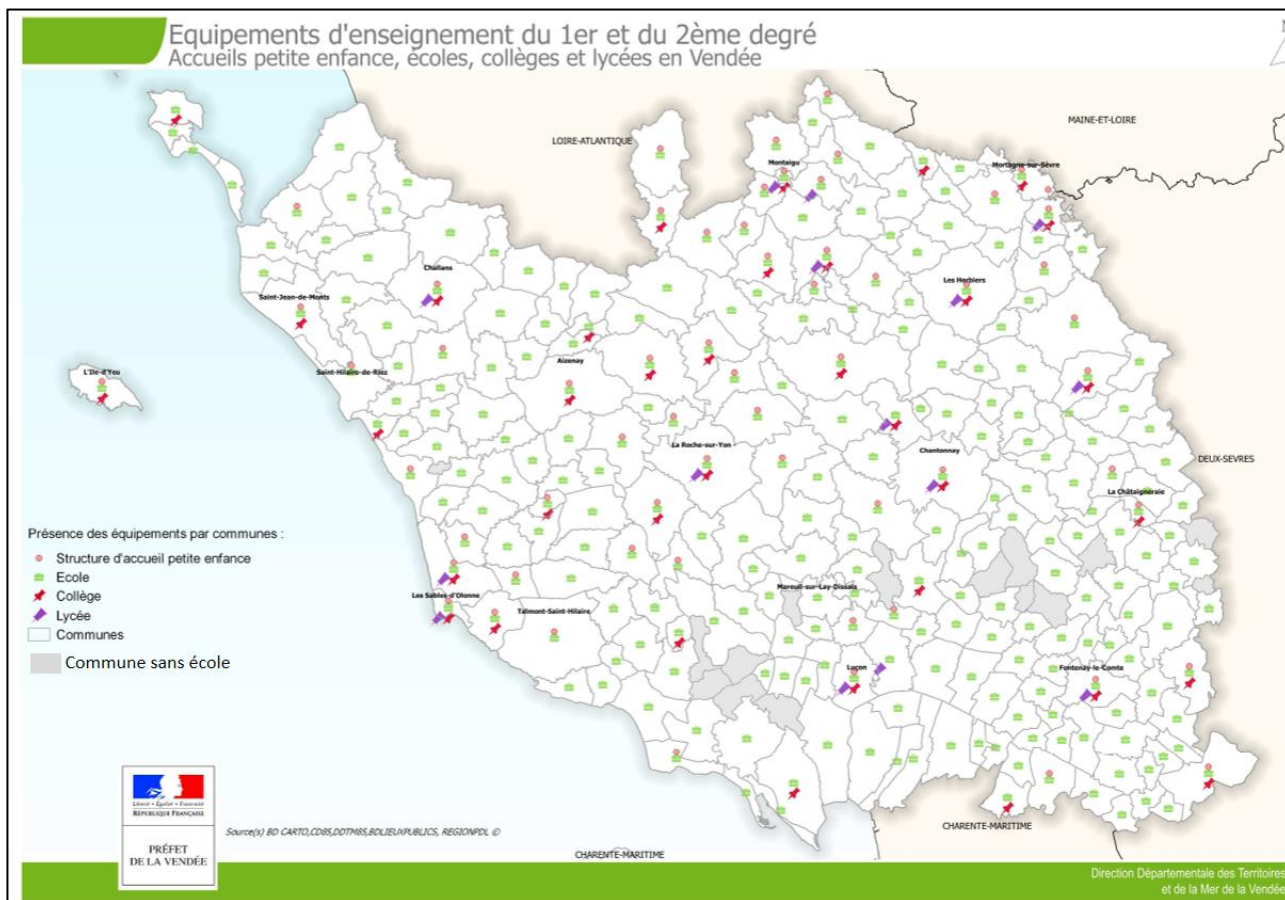 Equipements d'enseignement du 1er et du 2ème degré
Accueils petite enfance, écoles, collèges et lycées en Vendée
MAINE-ET-LOIRE
LOIRE-ATLANTIQUE
Montaigu
Mortagne-sur-Sèvre
Challans
Les Herbiers
Saint-Jean-de-Monts
Aizenay
L'Ile-d'Yeu
Saint-Hilaire-de-Riez
La Roche-sur-Yon
Chantonnay
DEUX-SEVRES
La Châtaigneraie
Présence des équipements par communes :
Structure d'accueil petite enfance
Ecole
Collège
Lycée
Communes
Commune sans école
Mareuil-sur-Lay-Dissais
Les Sables-d'Olonne
Talmont-Saint-Hilaire
Luçon
Fontenay-le-Comte
Liberté • Égalité • Fraternité
RÉPUBLIQUE FRANÇAISE
PRÉFET
DE LA VENDÉE
Source(s) BD CARTO,CD85,DDTM85,BDLIEUXPUBLICS, REGIONPDL ©
CHARENTE-MARITIME
CHARENTE-MARITIME
Direction Départementale des Territoires
et de la Mer de la Vendée